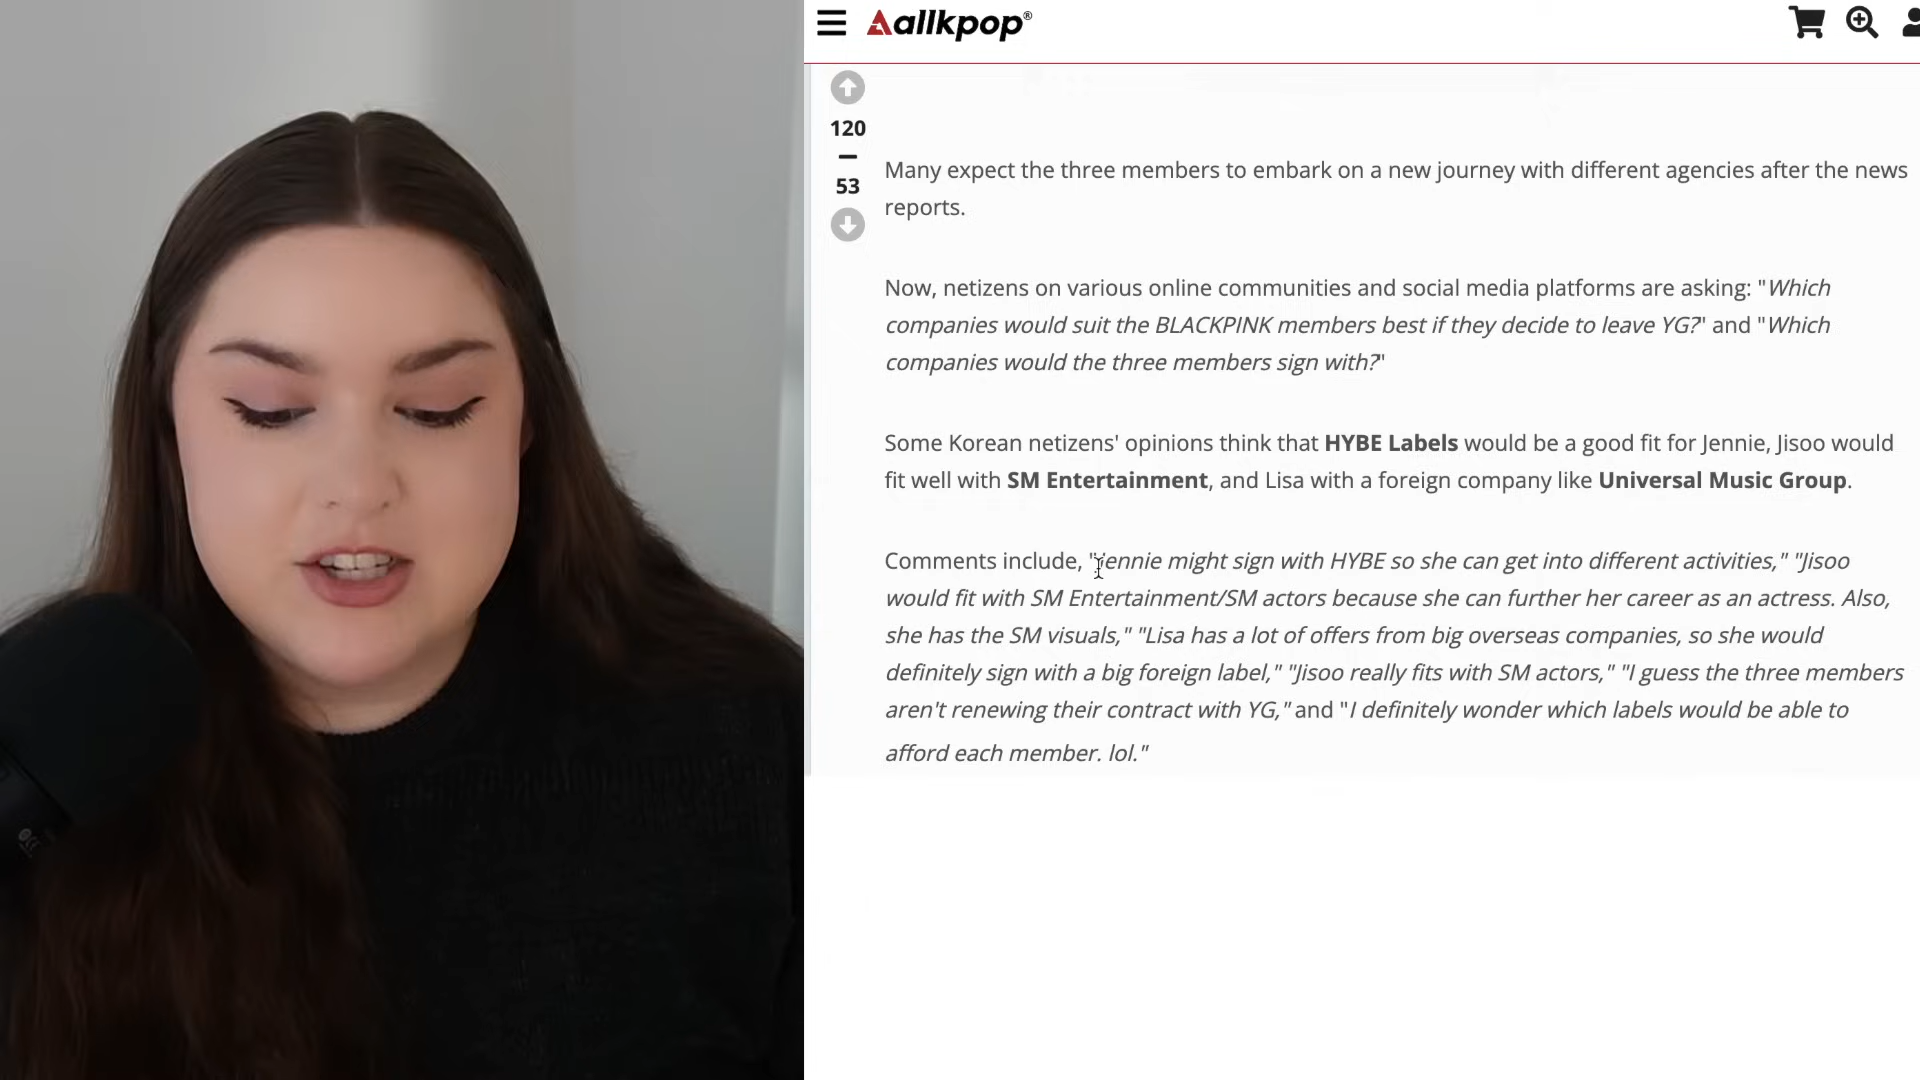 allkpop®
120
53
Many expect the three members to embark on a new journey with different agencies after the news
reports.
Now, netizens on various online communities and social media platforms are asking: "Which
companies would suit the BLACKPINK members best if they decide to leave YG?" and "Which
companies would the three members sign with?"
Some Korean netizens' opinions think that HYBE Labels would be a good fit for Jennie, Jisoo would
fit well with SM Entertainment, and Lisa with a foreign company like Universal Music Group.
Comments include, "Jennie might sign with HYBE so she can get into different activities," "Jisoo
would fit with SM Entertainment/SM actors because she can further her career as an actress. Also,
she has the SM visuals," "Lisa has a lot of offers from big overseas companies, so she would
definitely sign with a big foreign label," "Jisoo really fits with SM actors," "I guess the three members
aren't renewing their contract with YG," and "I definitely wonder which labels would be able to
afford each member. lol."